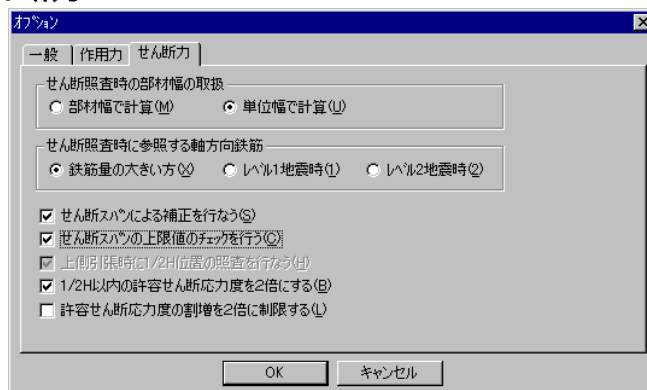 オプション
一般 作用力 せん断力
せん断照査時の部材幅の取扱
部材幅で計算(M) 単位幅で計算(U)
せん断照査時に参照する軸方向鉄筋
鉄筋量の大きい方(X) レベル1地震時(1) レベル2地震時(2)
せん断スパンによる補正を行なう(S)
せん断スパンの上限値のチェックを行う(C)
上側引張時に1/2H位置の照査を行なう(H)
1/2H以内の許容せん断応力度を2倍にする(B)
許容せん断応力度の割増を2倍に制限する(L)
OK キャンセル